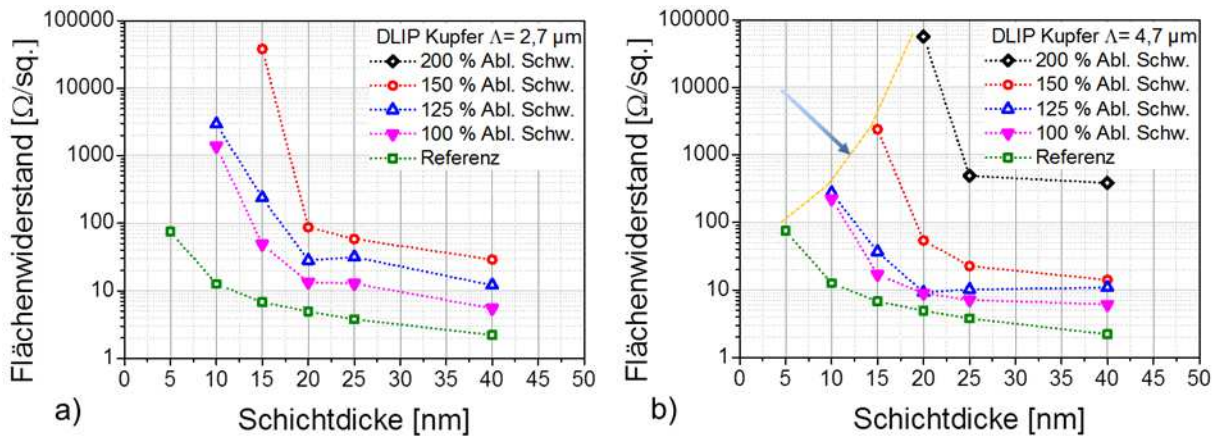 Flächenwiderstand [Ω/sq.]
100000
10000
1000
100
10
1
DLIP Kupfer Λ= 2,7 µm
200 % Abl. Schw.
150 % Abl. Schw.
125 % Abl. Schw.
100 % Abl. Schw.
Referenz
0 5 10 15 20 25 30 35 40 45 50
a)
Schichtdicke [nm]
Flächenwiderstand [Ω/sq.]
100000
10000
1000
100
10
1
DLIP Kupfer Λ= 4,7 µm
200 % Abl. Schw.
150 % Abl. Schw.
125 % Abl. Schw.
100 % Abl. Schw.
Referenz
0 5 10 15 20 25 30 35 40 45 50
b)
Schichtdicke [nm]